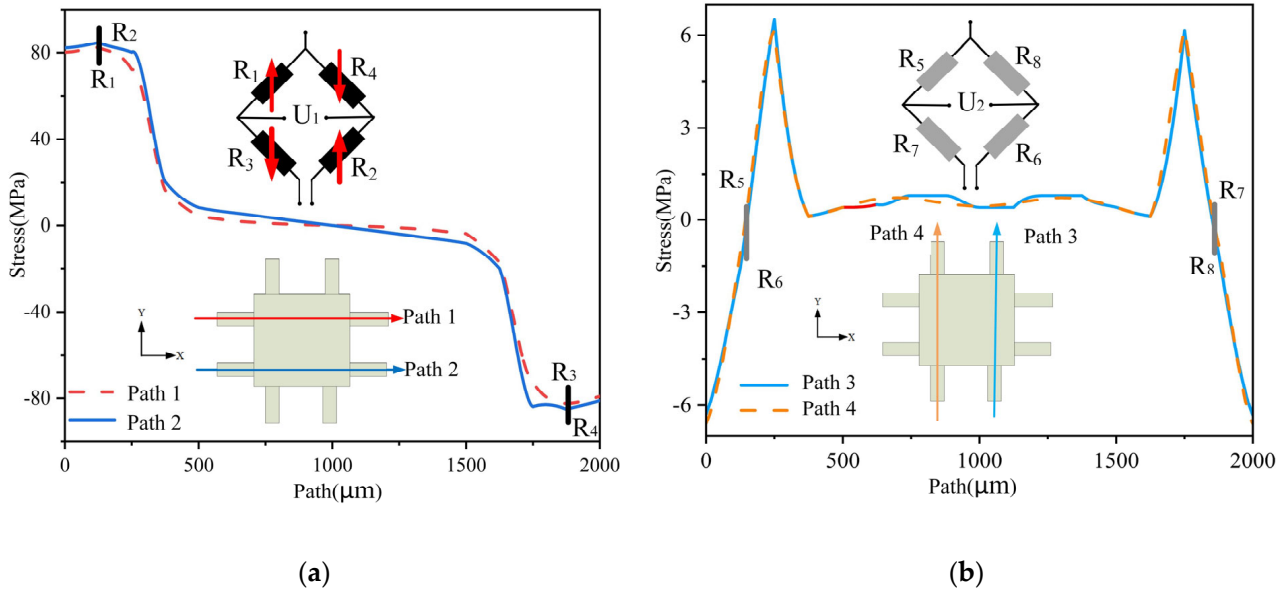 80
40
0
-40
-80
Stress(MPa)
R₂
R₁
R₁
R₄
U₁
R₃
R₂
Y
X
Path 1
Path 2
Path 1
Path 2
R₃
R₄
0
500
1000
1500
2000
Path(μm)
(a)
6
3
0
-3
-6
Stress(MPa)
R₅
R₈
U₂
R₇
R₆
R₅
R₆
R₇
R₈
Path 4
Path 3
Y
X
Path 3
Path 4
0
500
1000
1500
2000
Path(μm)
(b)